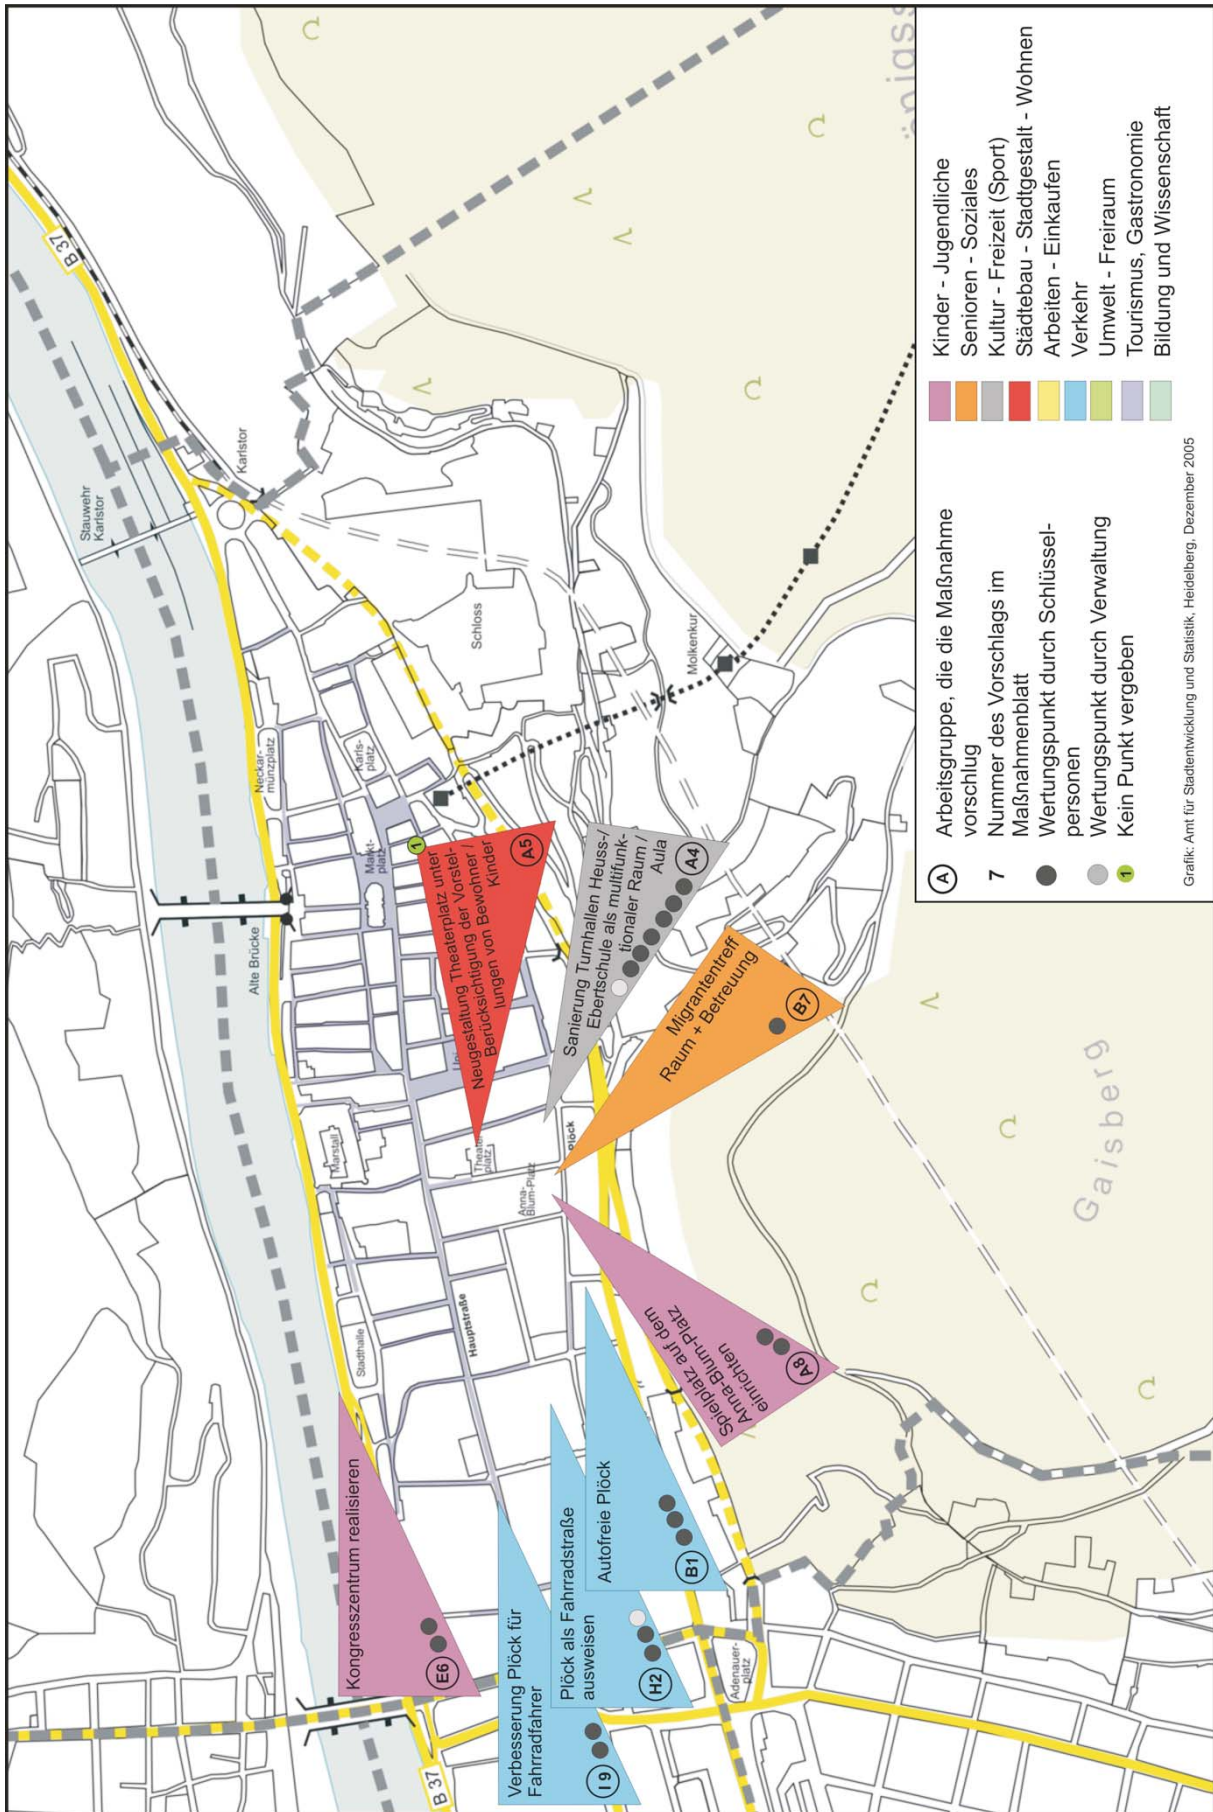 B 37
Stauwehr
Karlstor
Karlstor
Schloss
Molkenkur
Neckar-
münzplatz
Karls-
platz
Markt-
platz
Alte Brücke
Marstall
Theater-
platz
Anna-
Blum-Platz
Plöck
Stadthalle
Hauptstraße
Uni
Adenauer-
platz
B 37
Gaisberg
önigss
Kongresszentrum realisieren
E6
Verbesserung Plöck für
Fahrradfahrer
I 9
Plöck als Fahrradstraße
ausweisen
H2
Autofreie Plöck
B1
Spielplatz auf dem
Anna-Blum-Platz
einrichten
A8
Migrantentreff
Raum + Betreuung
B7
Sanierung Turnhallen Heuss-/
Ebertschule als multifunk-
tionaler Raum /
Aula
A4
1
Neugestaltung Theaterplatz unter
Berücksichtigung der Vorstel-
lungen von Bewohner /
Kinder
A5
A Arbeitsgruppe, die die Maßnahme
vorschlug
7 Nummer des Vorschlags im
Maßnahmenblatt
Wertungspunkt durch Schlüssel-
personen
Wertungspunkt durch Verwaltung
1 Kein Punkt vergeben
Kinder - Jugendliche
Senioren - Soziales
Kultur - Freizeit (Sport)
Städtebau - Stadtgestalt - Wohnen
Arbeiten - Einkaufen
Verkehr
Umwelt - Freiraum
Tourismus, Gastronomie
Bildung und Wissenschaft
Grafik: Amt für Stadtentwicklung und Statistik, Heidelberg, Dezember 2005